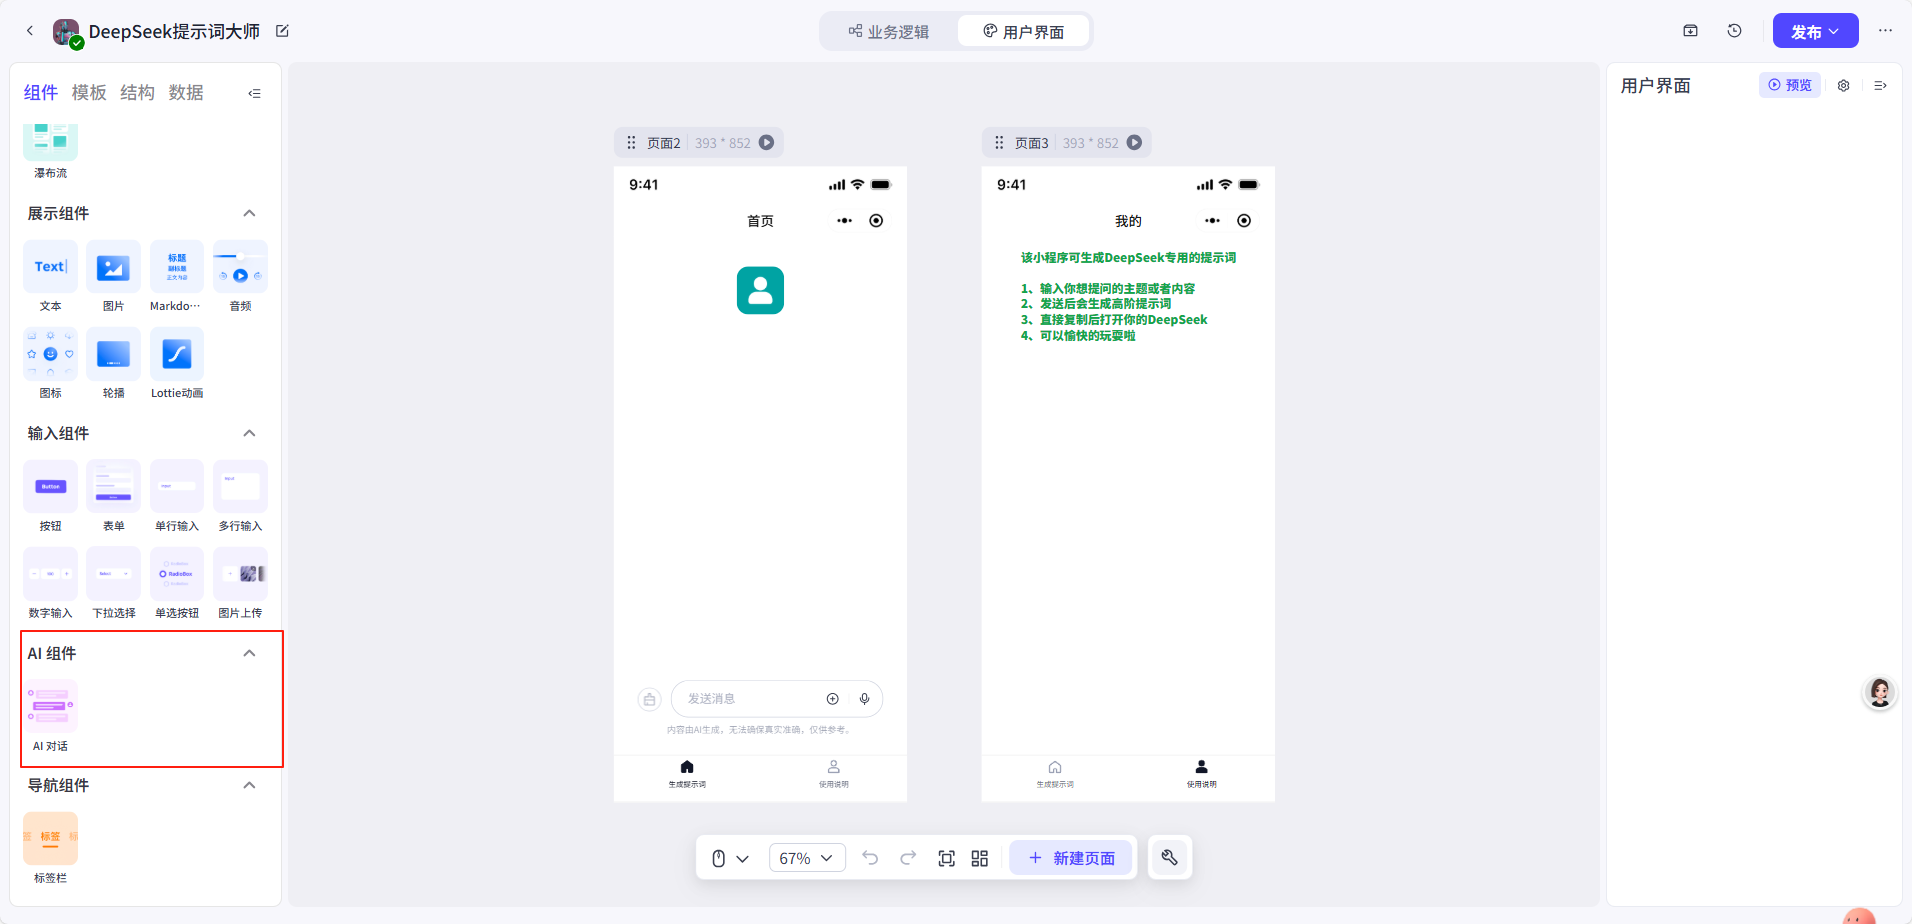 DeepSeek提示词大师
业务逻辑
用户界面
发布
组件 模板 结构 数据
瀑布流
展示组件
Text
标题
副标题
正文内容
文本 图片 Markdo··· 音频
图标 轮播 Lottie动画
输入组件
Button
按钮 表单 单行输入 多行输入
100
Select
RadioBox
数字输入 下拉选择 单选按钮 图片上传
AI 组件
AI 对话
导航组件
签 标签 标
标签栏
页面2 393 * 852
9:41
首页
发送消息
内容由AI生成，无法确保真实准确，仅供参考。
生成提示词 使用说明
页面3 393 * 852
9:41
我的
该小程序可生成DeepSeek专用的提示词
1、输入你想提问的主题或者内容
2、发送后会生成高阶提示词
3、直接复制后打开你的DeepSeek
4、可以愉快的玩耍啦
生成提示词 使用说明
67%
新建页面
用户界面
预览